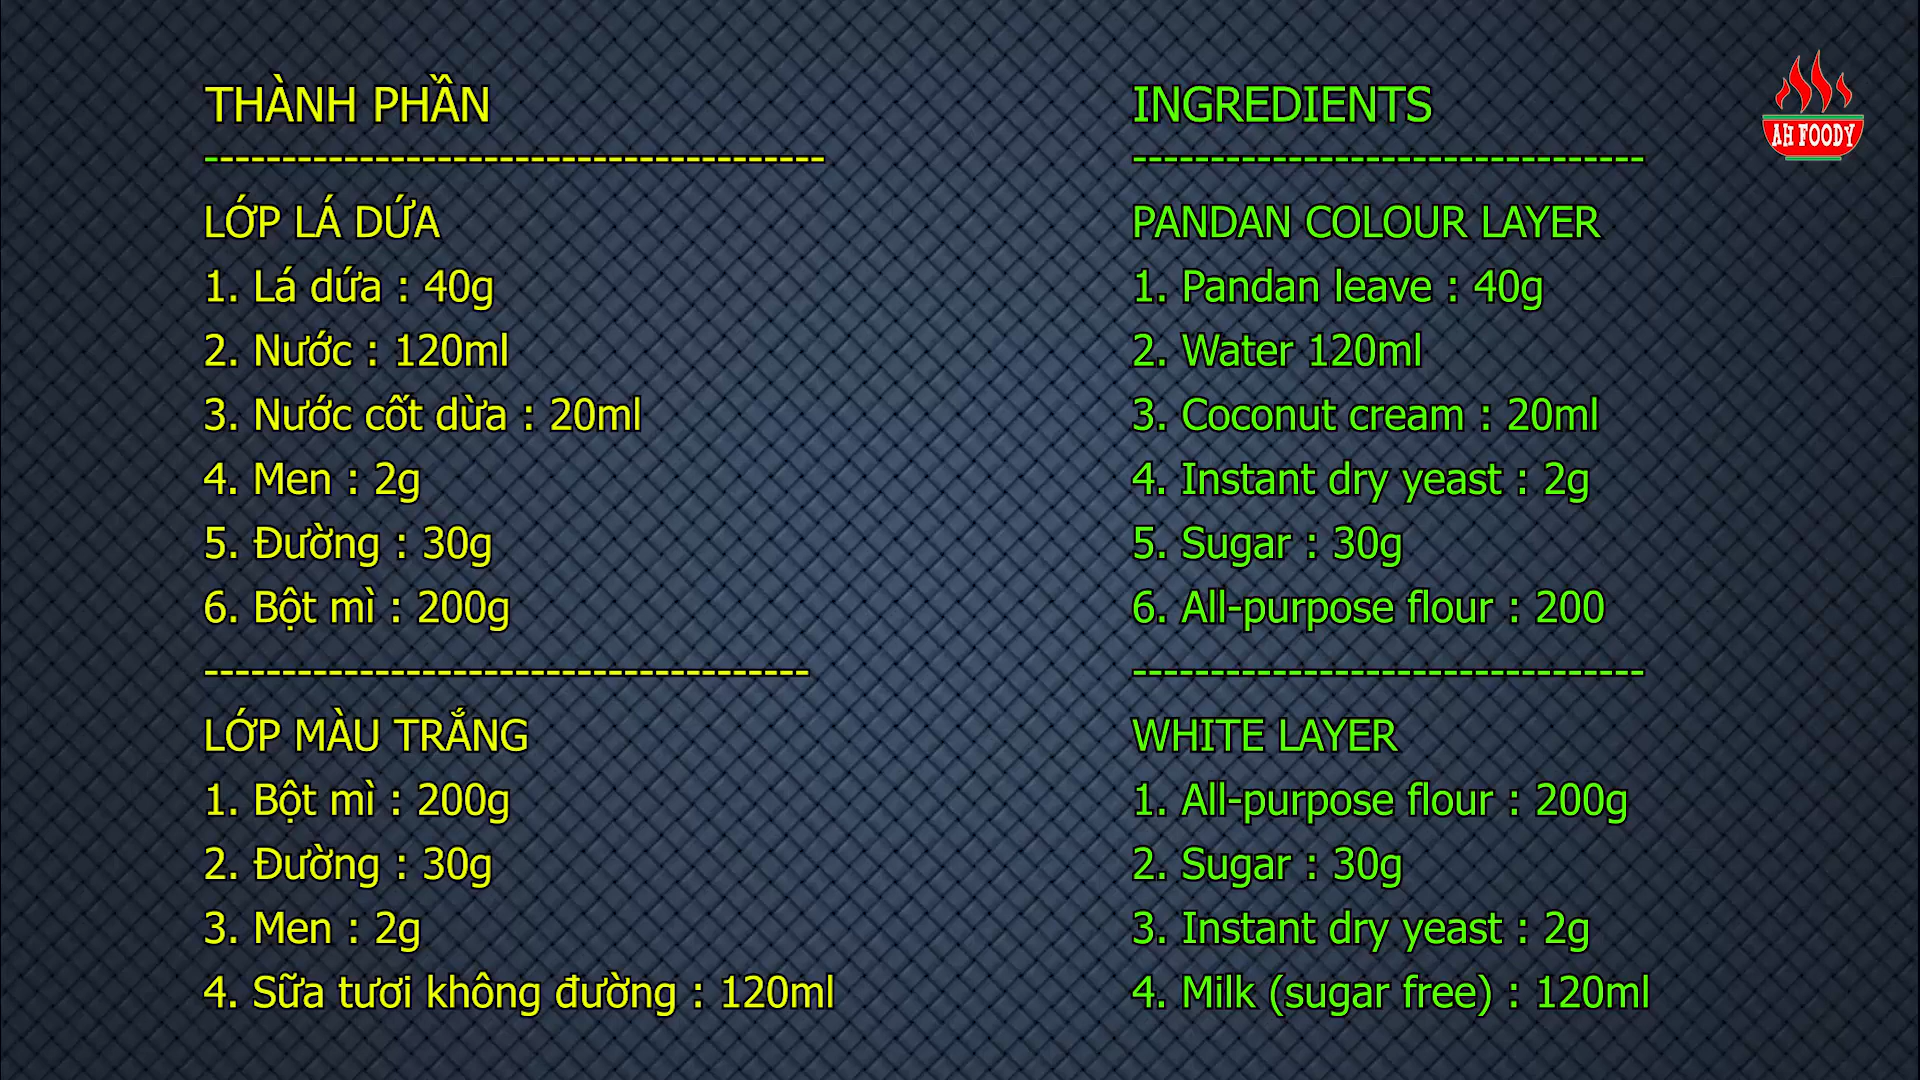 THÀNH PHẦN
----------------------------------------
LỚP LÁ DỨA
1. Lá dứa : 40g
2. Nước : 120ml
3. Nước cốt dừa : 20ml
4. Men : 2g
5. Đường : 30g
6. Bột mì : 200g
---------------------------------------
LỚP MÀU TRẮNG
1. Bột mì : 200g
2. Đường : 30g
3. Men : 2g
4. Sữa tươi không đường : 120ml
INGREDIENTS
---------------------------------
PANDAN COLOUR LAYER
1. Pandan leave : 40g
2. Water 120ml
3. Coconut cream : 20ml
4. Instant dry yeast : 2g
5. Sugar : 30g
6. All-purpose flour : 200
---------------------------------
WHITE LAYER
1. All-purpose flour : 200g
2. Sugar : 30g
3. Instant dry yeast : 2g
4. Milk (sugar free) : 120ml
AH FOODY